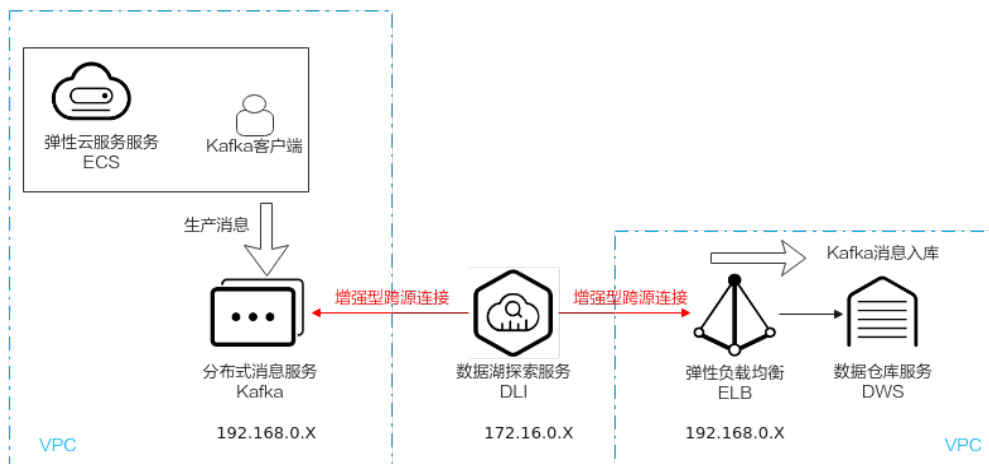 弹性云服务服务
ECS
Kafka客户端
生产消息
Kafka消息入库
增强型跨源连接
增强型跨源连接
分布式消息服务
Kafka
数据湖探索服务
DLI
弹性负载均衡
ELB
数据仓库服务
DWS
192.168.0.X
172.16.0.X
192.168.0.X
VPC
VPC